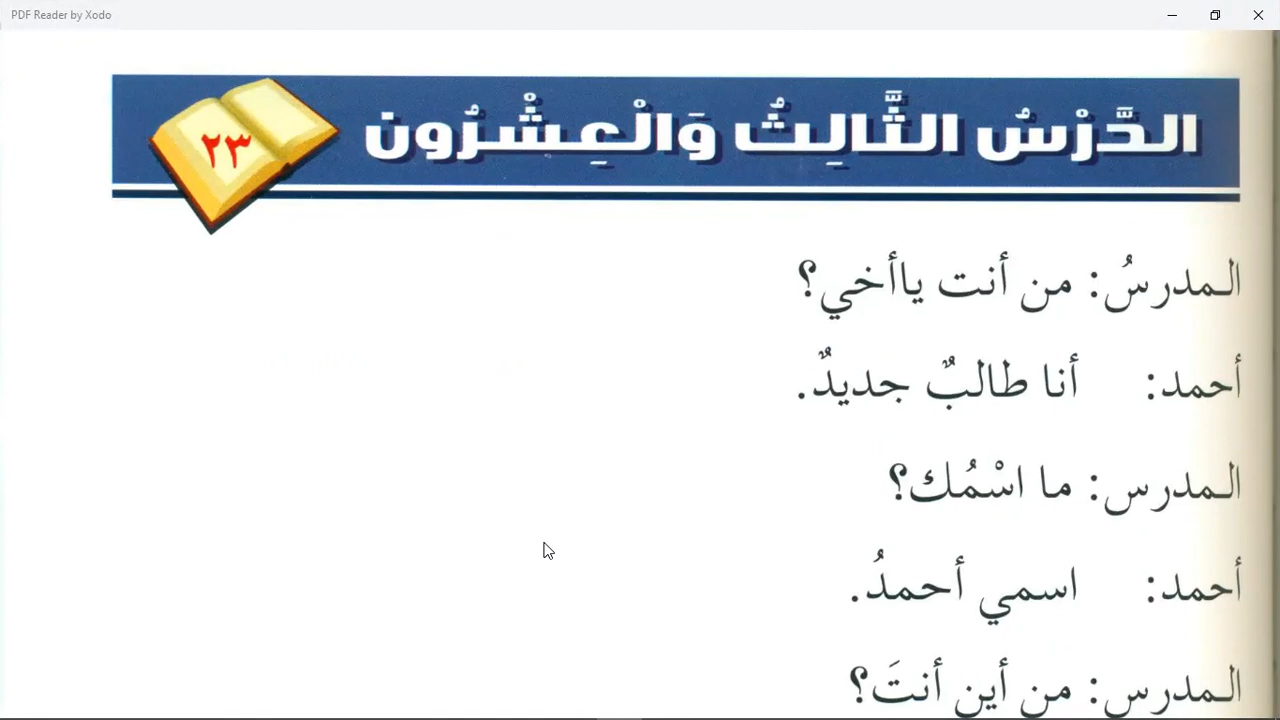 PDF Reader by Xodo
الدَّرْسُ الثَّالِثُ وَالْعِشْرُون
٢٣
المدرسُ: من أنت ياأخي؟
أحمد: أنا طالبٌ جديدٌ.
المدرس: ما اسْمُك؟
أحمد: اسمي أحمدُ.
المدرس: من أين أنتَ؟